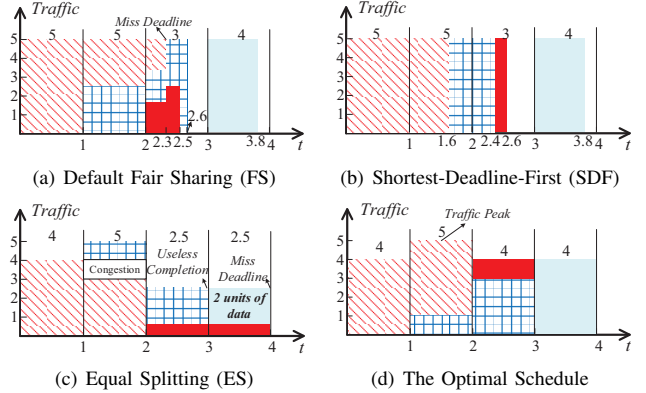 Traffic
Miss Deadline
5 5 3 4
5
4
3
2
1
2.6
1 2 2.3 2.5 3 3.8 4 t
(a) Default Fair Sharing (FS)
Traffic
5 5 3 4
5
4
3
2
1
1 1.6 2 2.4 2.6 3 3.8 4 t
(b) Shortest-Deadline-First (SDF)
Traffic
4 5 2.5 2.5
5
4
3
2
1
Congestion
Useless
Completion
Miss
Deadline
2 units of
data
1 2 3 4 t
(c) Equal Splitting (ES)
Traffic
Traffic Peak
4 5 4 4
5
4
3
2
1
1 2 3 4 t
(d) The Optimal Schedule